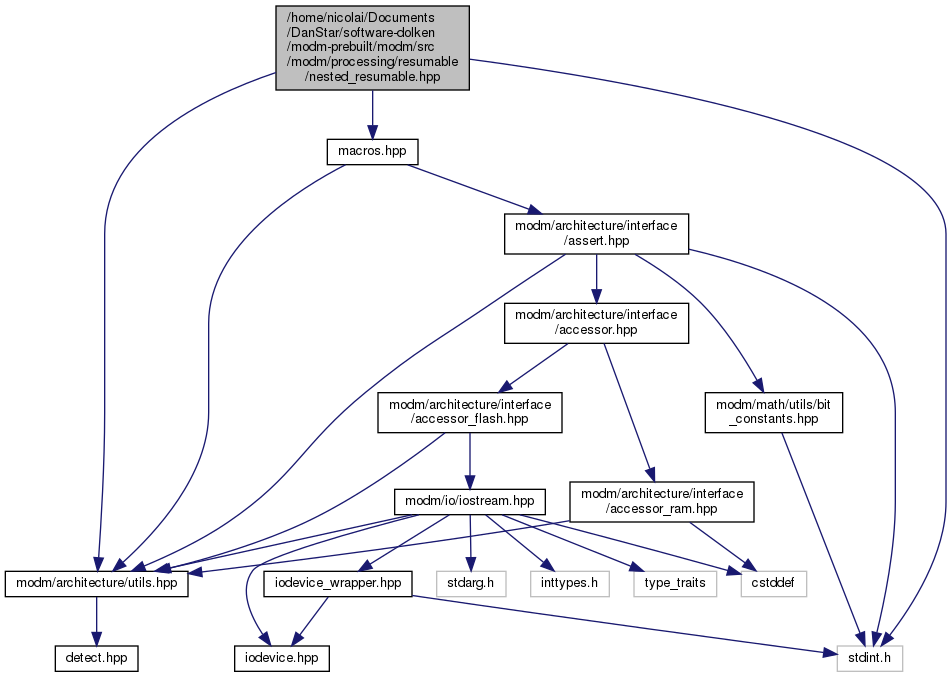 /home/nicolai/Documents
/DanStar/software-dolken
/modm-prebuilt/modm/src
/modm/processing/resumable
/nested_resumable.hpp
macros.hpp
modm/architecture/interface
/assert.hpp
modm/architecture/interface
/accessor.hpp
modm/architecture/interface
/accessor_flash.hpp
modm/math/utils/bit
_constants.hpp
modm/io/iostream.hpp
modm/architecture/interface
/accessor_ram.hpp
modm/architecture/utils.hpp
iodevice_wrapper.hpp
stdarg.h
inttypes.h
type_traits
cstddef
detect.hpp
iodevice.hpp
stdint.h